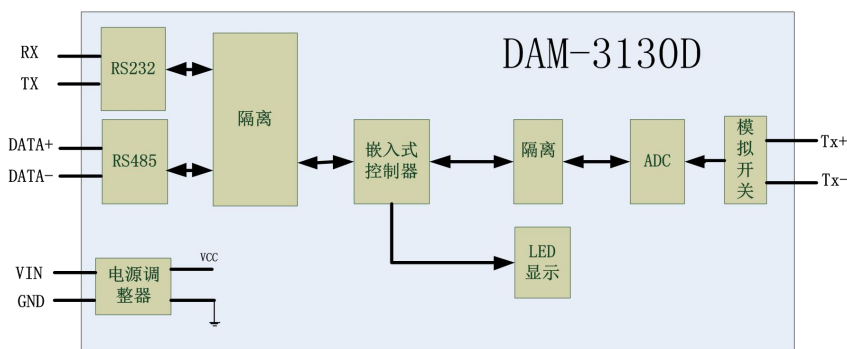 DAM-3130D
RX
TX
RS232
隔离
DATA+
DATA-
RS485
嵌入式
控制器
隔离
ADC
模
拟
开
关
Tx+
Tx-
LED
显示
VIN
GND
电源调
整器
VCC